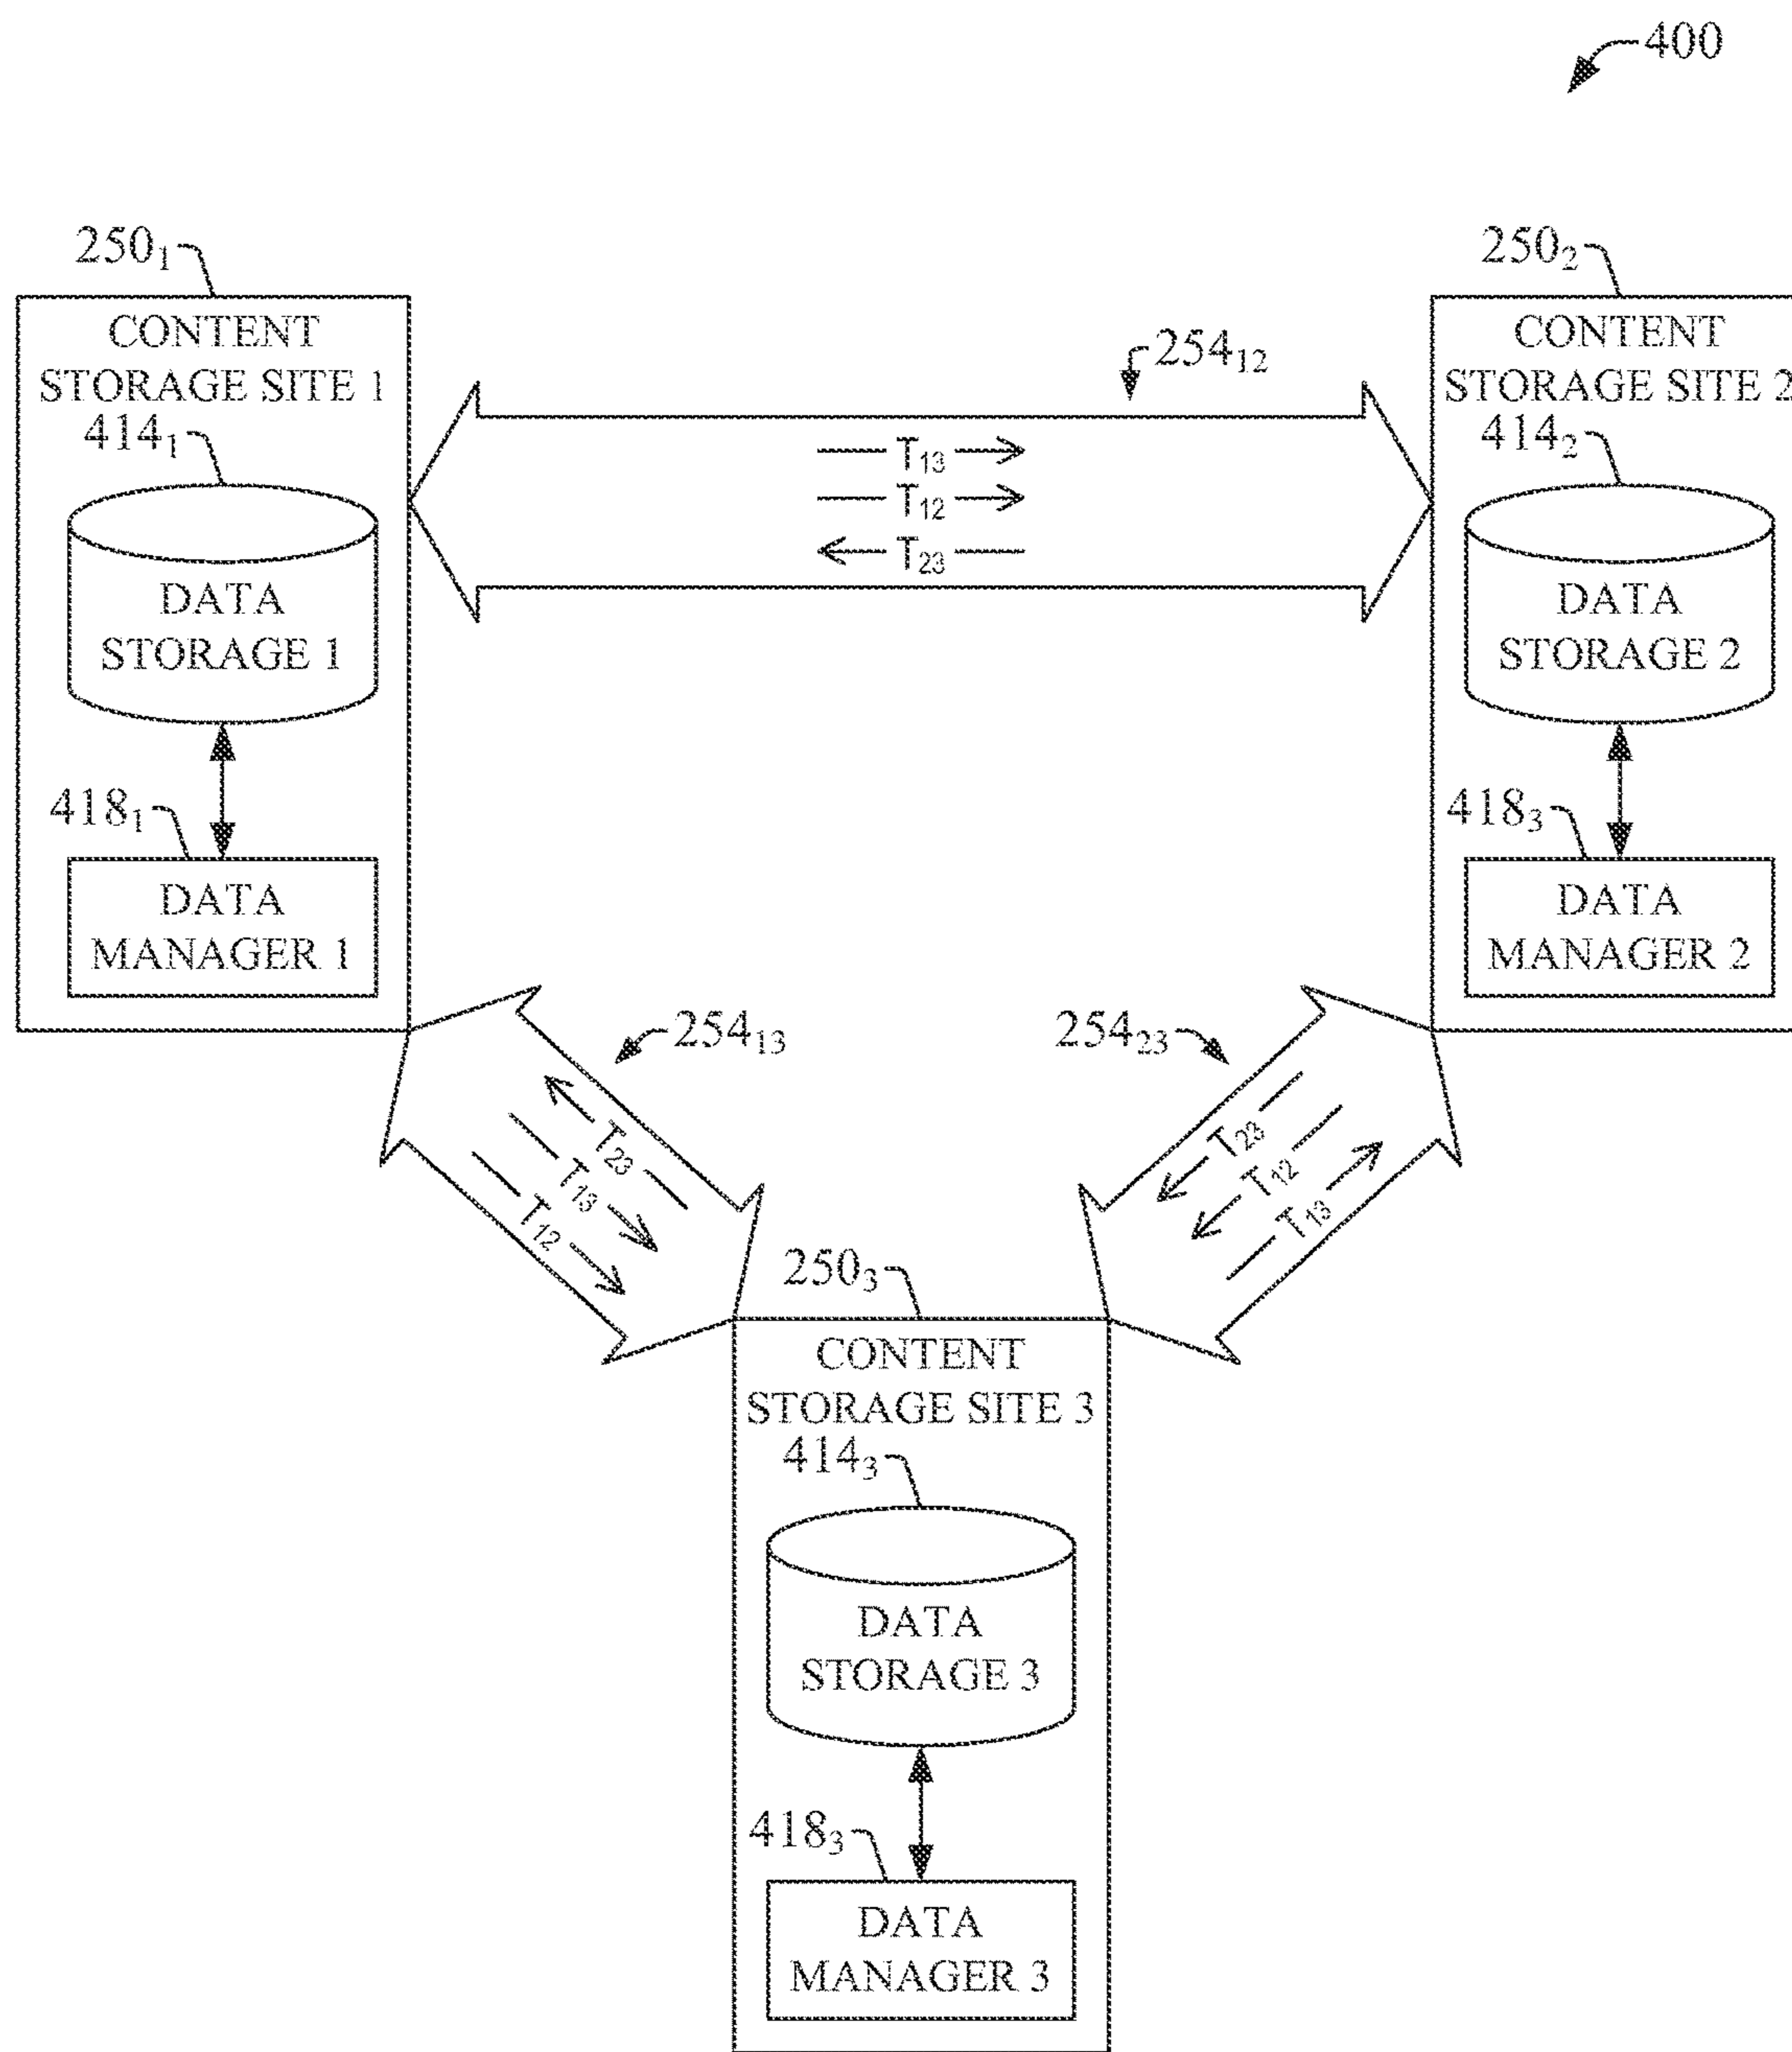 400
250₁
CONTENT
STORAGE SITE 1
414₁
DATA
STORAGE 1
418₁
DATA
MANAGER 1
254₁₂
T₁₃
T₁₂
T₂₃
250₂
CONTENT
STORAGE SITE 2
414₂
DATA
STORAGE 2
418₃
DATA
MANAGER 2
254₁₃
T₂₃
T₁₃
T₁₂
254₂₃
T₂₃
T₁₂
T₁₃
250₃
CONTENT
STORAGE SITE 3
414₃
DATA
STORAGE 3
418₃
DATA
MANAGER 3